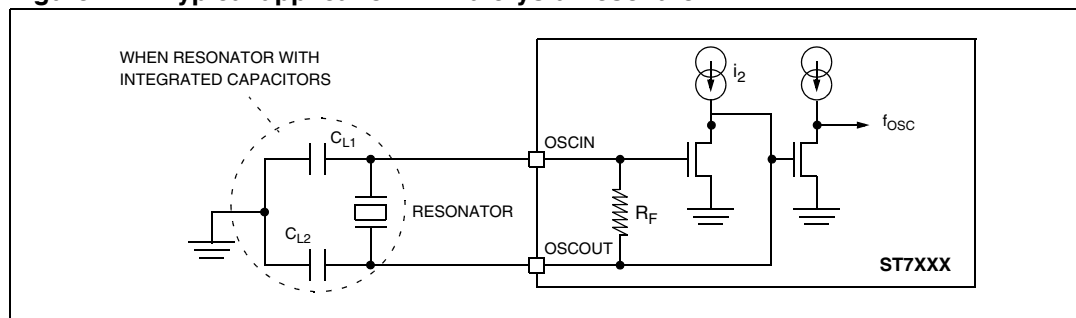 WHEN RESONATOR WITH
INTEGRATED CAPACITORS
i2
CL1
OSCIN
fOSC
RESONATOR
RF
CL2
OSCOUT
ST7XXX